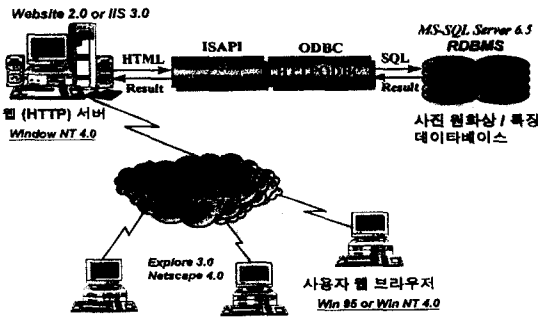 Website 2.0 or IIS 3.0
MS-SQL Server 6.5
RDBMS
ISAPI
ODBC
HTML
SQL
Result
Result
웹 (HTTP) 서버
Window NT 4.0
사진 원화상 / 특징
데이타베이스
Explore 3.0
Netscape 4.0
사용자 웹 브라우저
Win 95 or Win NT 4.0